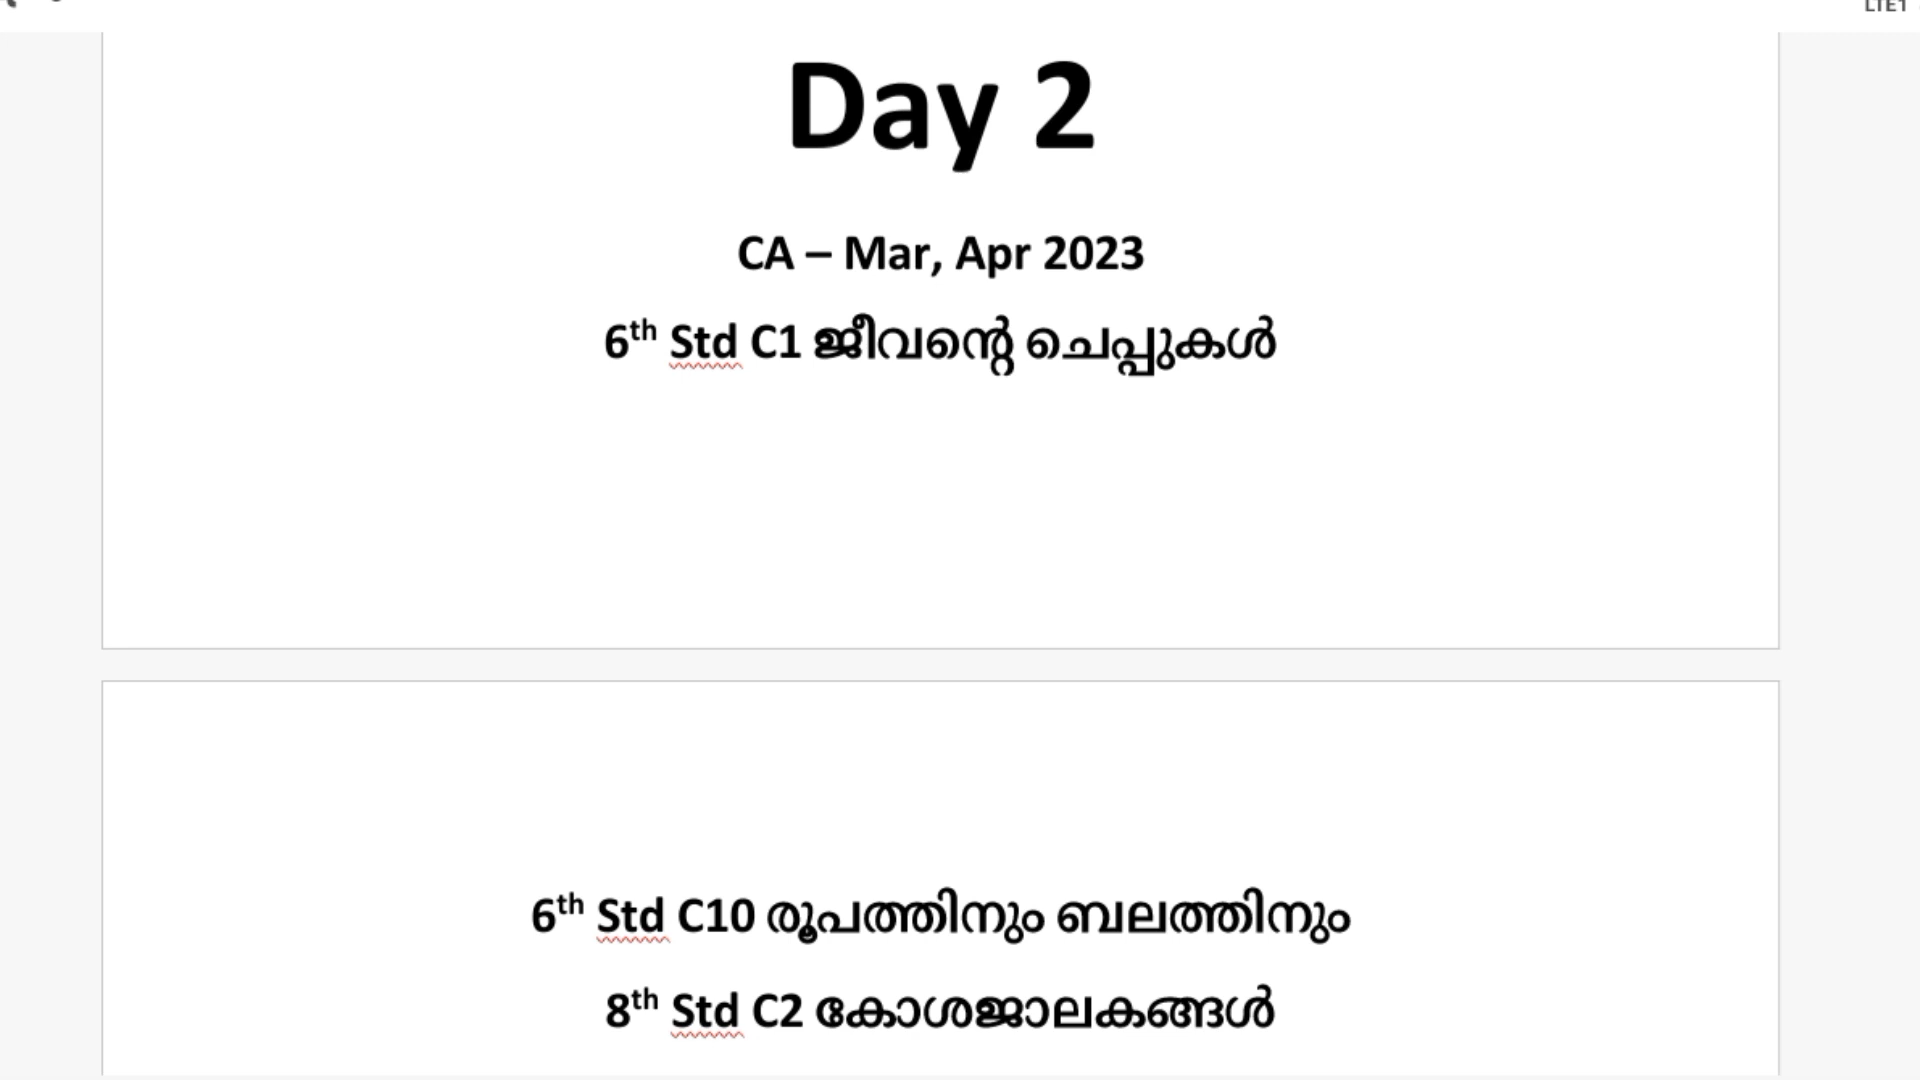 LTE1
Day 2
CA – Mar, Apr 2023
6th Std C1 ജീവന്റെ ചെപ്പുകൾ
6th Std C10 രൂപത്തിനും ബലത്തിനും
8th Std C2 കോശജാലകങ്ങൾ